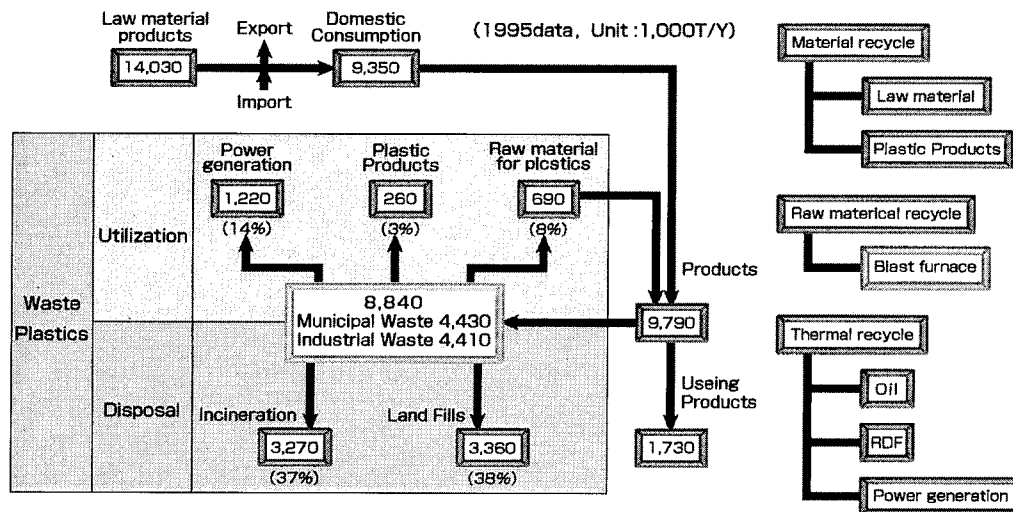 Law material
products
14,030
Export
Import
Domestic
Consumption
9,350
(1995data, Unit :1,000T/Y)
Waste
Plastics
Utilization
Disposal
Power
generation
1,220
(14%)
Plastic
Products
260
(3%)
Raw material
for plcstics
690
(8%)
8,840
Municipal Waste 4,430
Industrial Waste 4,410
Incineration
3,270
(37%)
Land Fills
3,360
(38%)
Products
9,790
Useing
Products
1,730
Material recycle
Law material
Plastic Products
Raw materical recycle
Blast furnace
Thermal recycle
Oil
RDF
Power generation